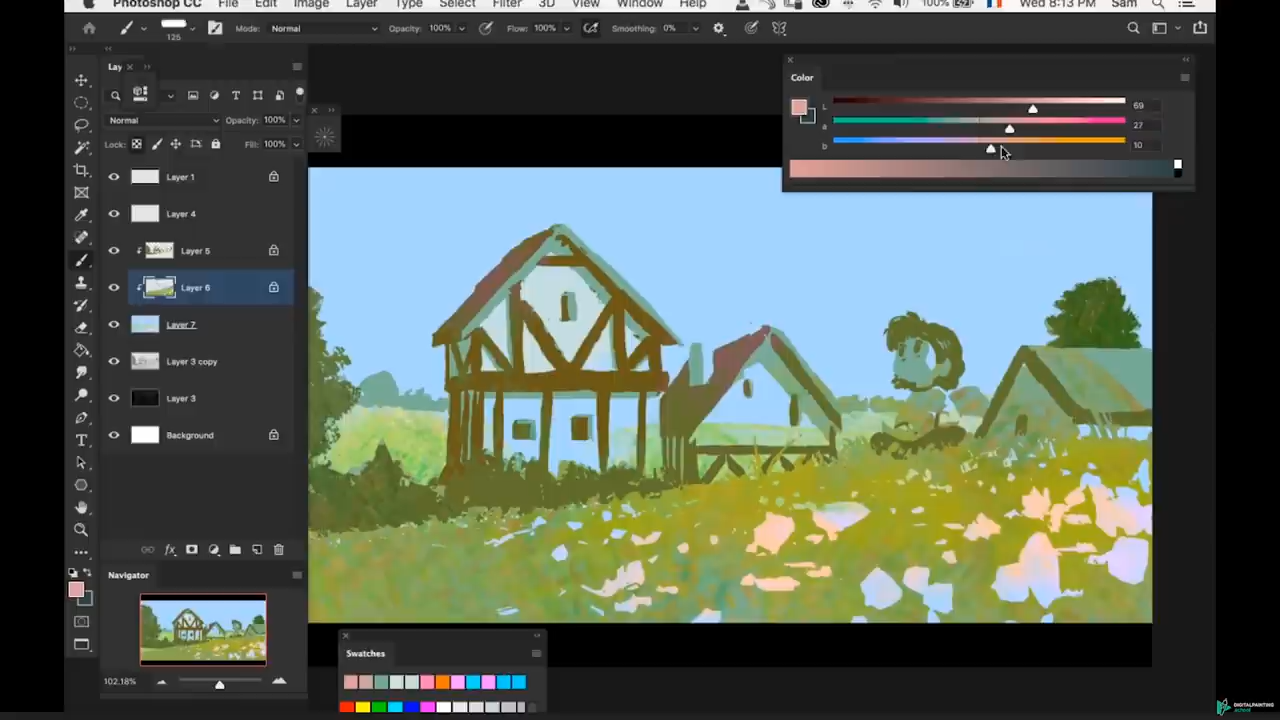 Photoshop CC File Edit Image Layer Type Select Filter 3D View Window Help 100% Wed 8:13 PM Sam
125 Mode: Normal Opacity: 100% Flow: 100% Smoothing: 0%
Lay
Color
L 69
a 27
b 10
Normal Opacity: 100%
Lock: Fill: 100%
Layer 1
Layer 4
Layer 5
Layer 6
Layer 7
Layer 3 copy
Layer 3
Background
fx
Navigator
102.18%
Swatches
DIGITALPAINTING